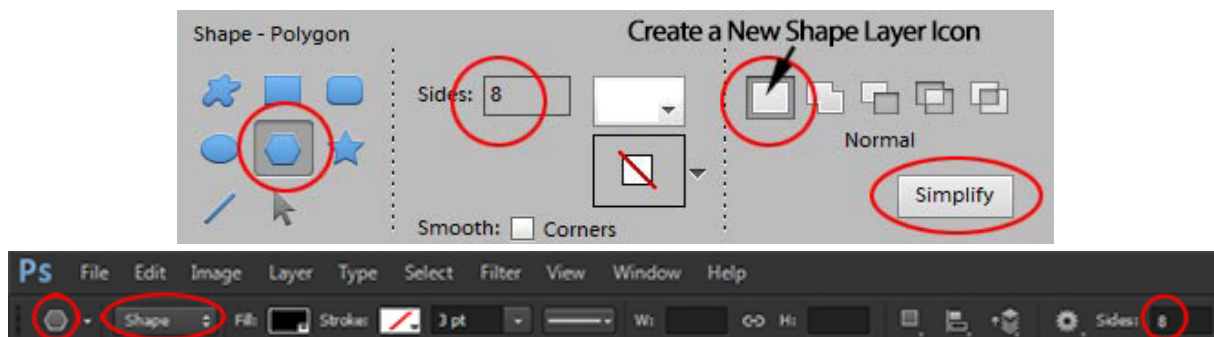 Shape - Polygon
Create a New Shape Layer Icon
Sides: 8
Normal
Simplify
Smooth: Corners
Ps File Edit Image Layer Type Select Filter View Window Help
Shape Fill: Stroke: 3 pt W: H: Sides: 8